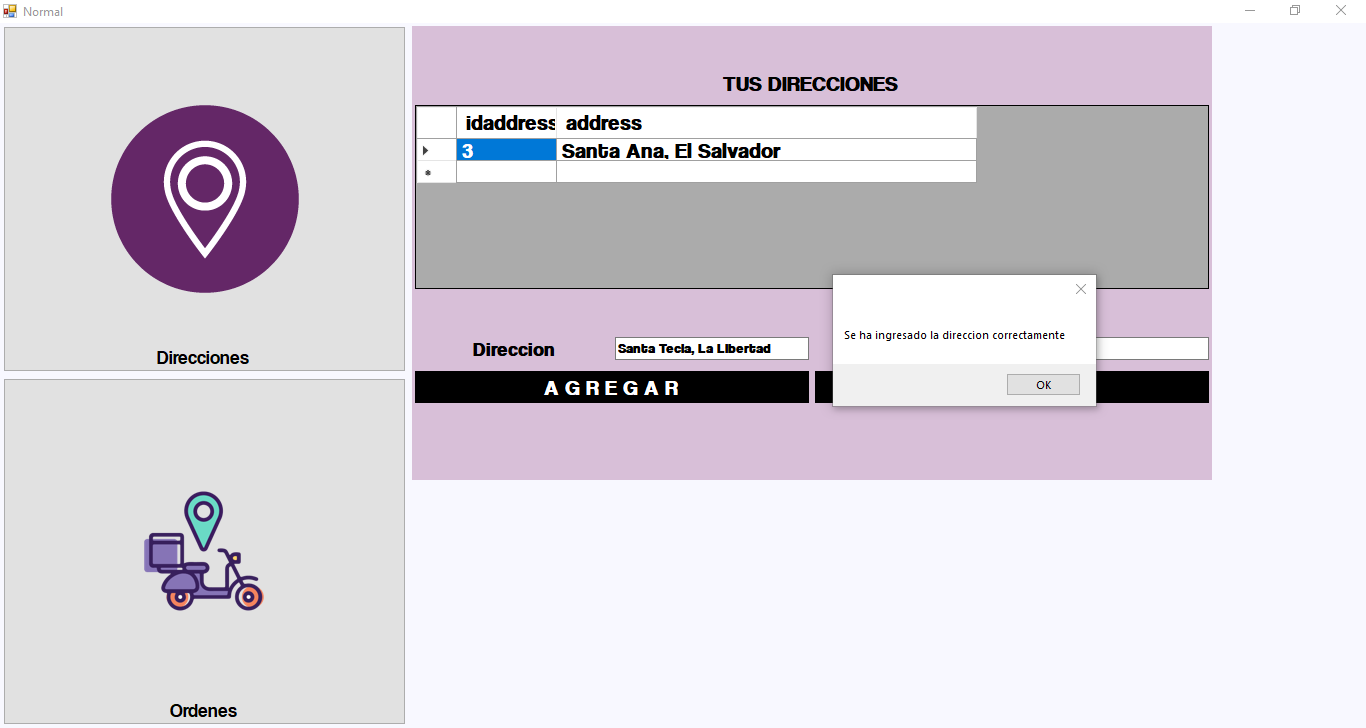 Normal
Direcciones
Ordenes
TUS DIRECCIONES
idaddress address
3 Santa Ana, El Salvador
Direccion Santa Tecla, La Libertad
AGREGAR
Se ha ingresado la direccion correctamente
OK